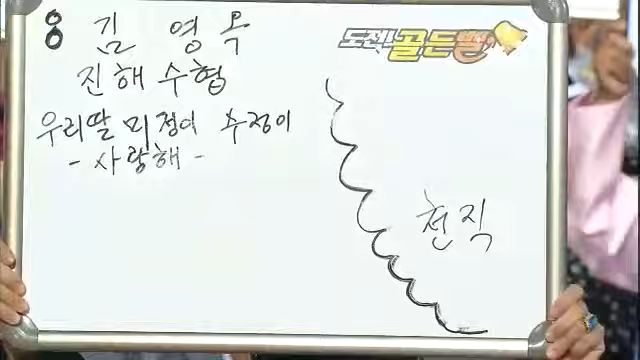 8 김영옥
도전! 골든벨
진해수협
우리딸 미정이 수정이
- 사랑해 -
천직